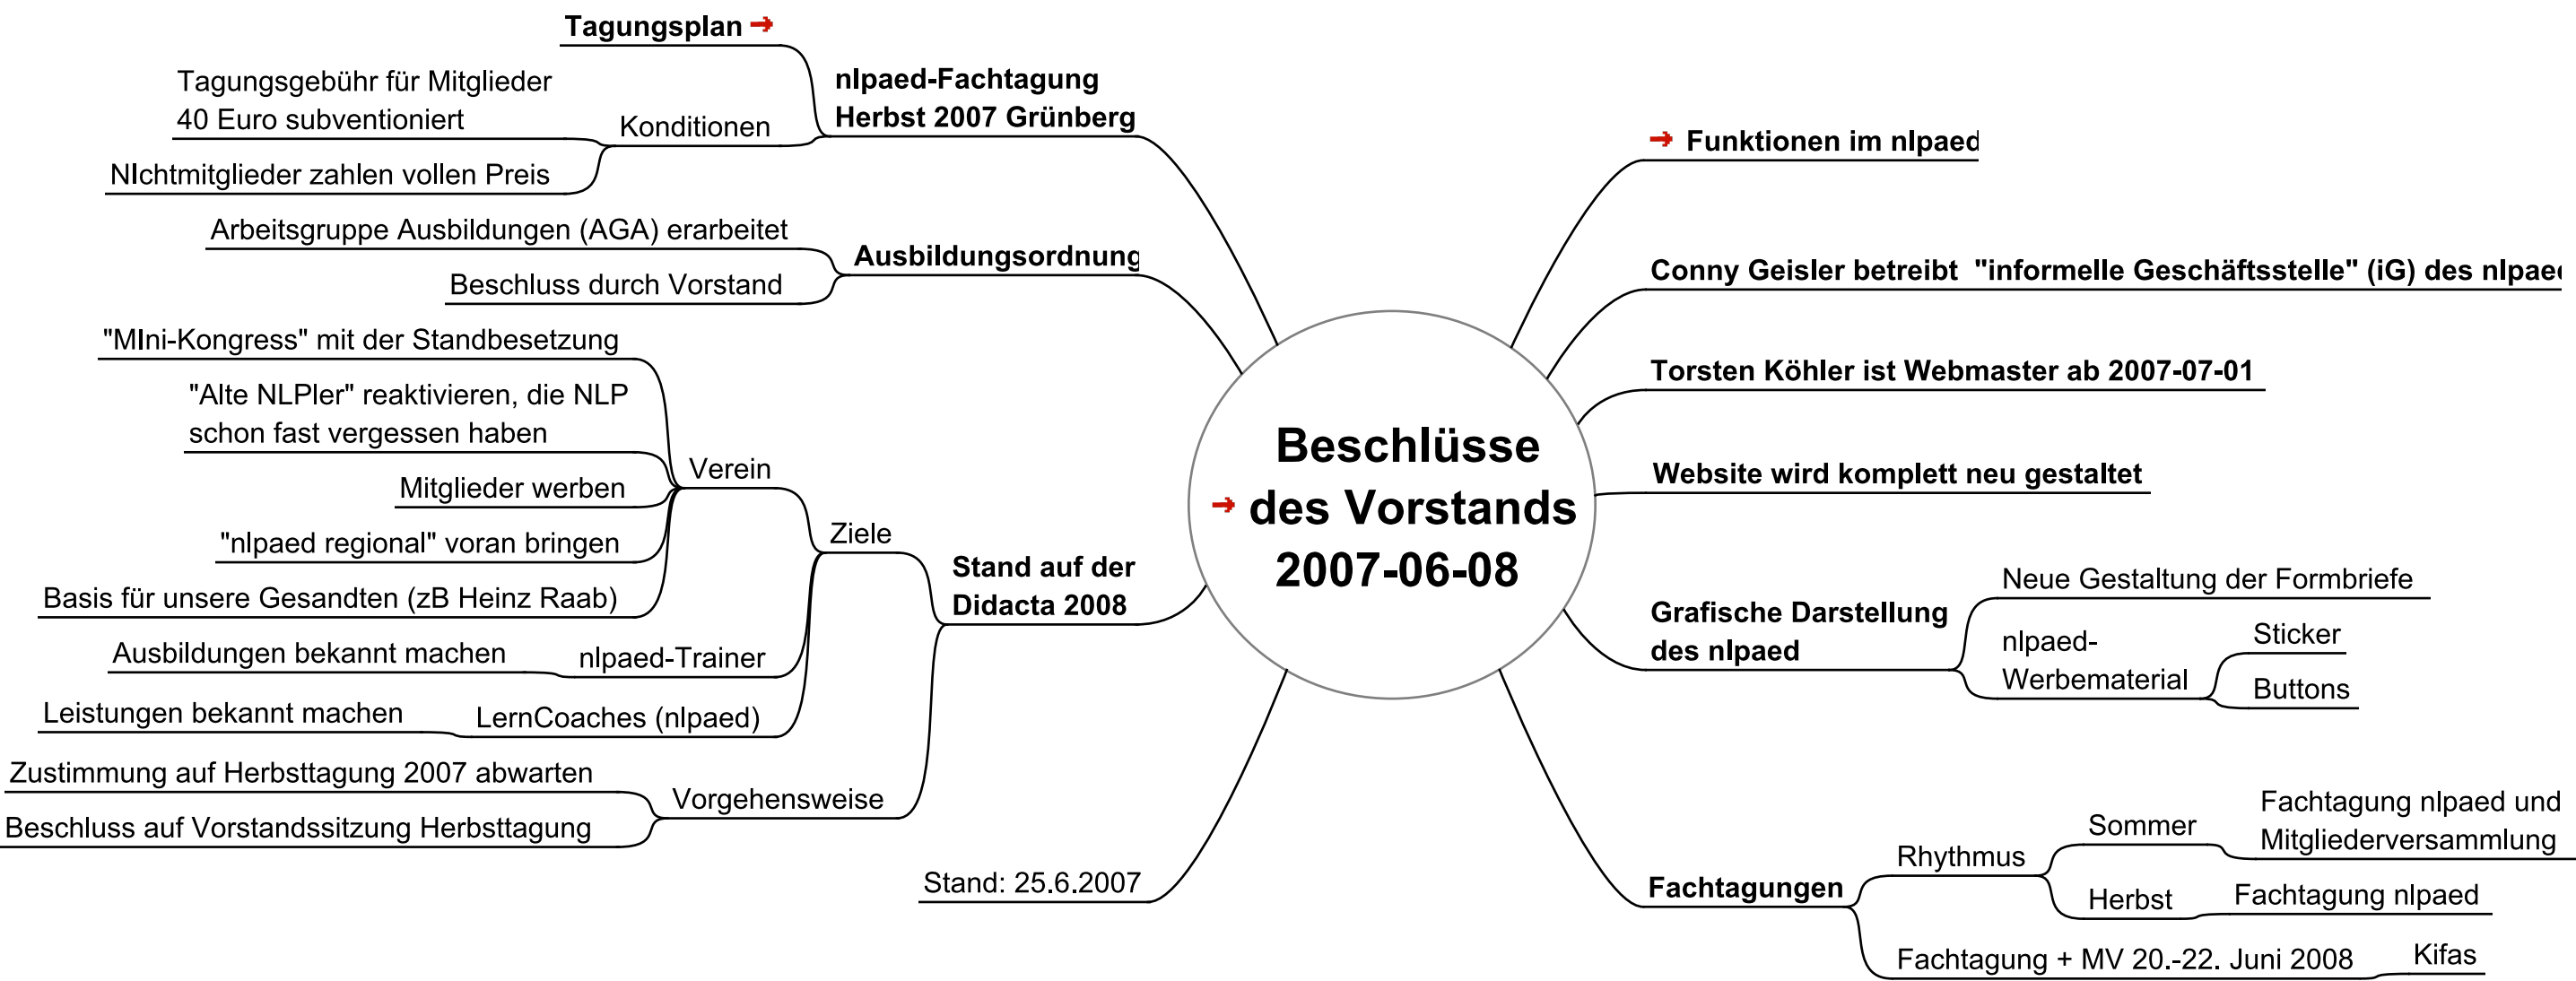 Beschlüsse
des Vorstands
2007-06-08
Funktionen im nlpaed
Conny Geisler betreibt "informelle Geschäftsstelle" (iG) des nlpaed
Torsten Köhler ist Webmaster ab 2007-07-01
Website wird komplett neu gestaltet
Grafische Darstellung
des nlpaed
Neue Gestaltung der Formbriefe
nlpaed-
Werbematerial
Sticker
Buttons
Fachtagungen
Rhythmus
Sommer
Fachtagung nlpaed und
Mitgliederversammlung
Herbst
Fachtagung nlpaed
Fachtagung + MV 20.-22. Juni 2008
Kifas
nlpaed-Fachtagung
Herbst 2007 Grünberg
Tagungsplan
Konditionen
Tagungsgebühr für Mitglieder
40 Euro subventioniert
NIchtmitglieder zahlen vollen Preis
Ausbildungsordnung
Arbeitsgruppe Ausbildungen (AGA) erarbeitet
Beschluss durch Vorstand
Stand auf der
Didacta 2008
Ziele
Verein
"MIni-Kongress" mit der Standbesetzung
"Alte NLPler" reaktivieren, die NLP
schon fast vergessen haben
Mitglieder werben
"nlpaed regional" voran bringen
Basis für unsere Gesandten (zB Heinz Raab)
nlpaed-Trainer
Ausbildungen bekannt machen
LernCoaches (nlpaed)
Leistungen bekannt machen
Vorgehensweise
Zustimmung auf Herbsttagung 2007 abwarten
Beschluss auf Vorstandssitzung Herbsttagung
Stand: 25.6.2007